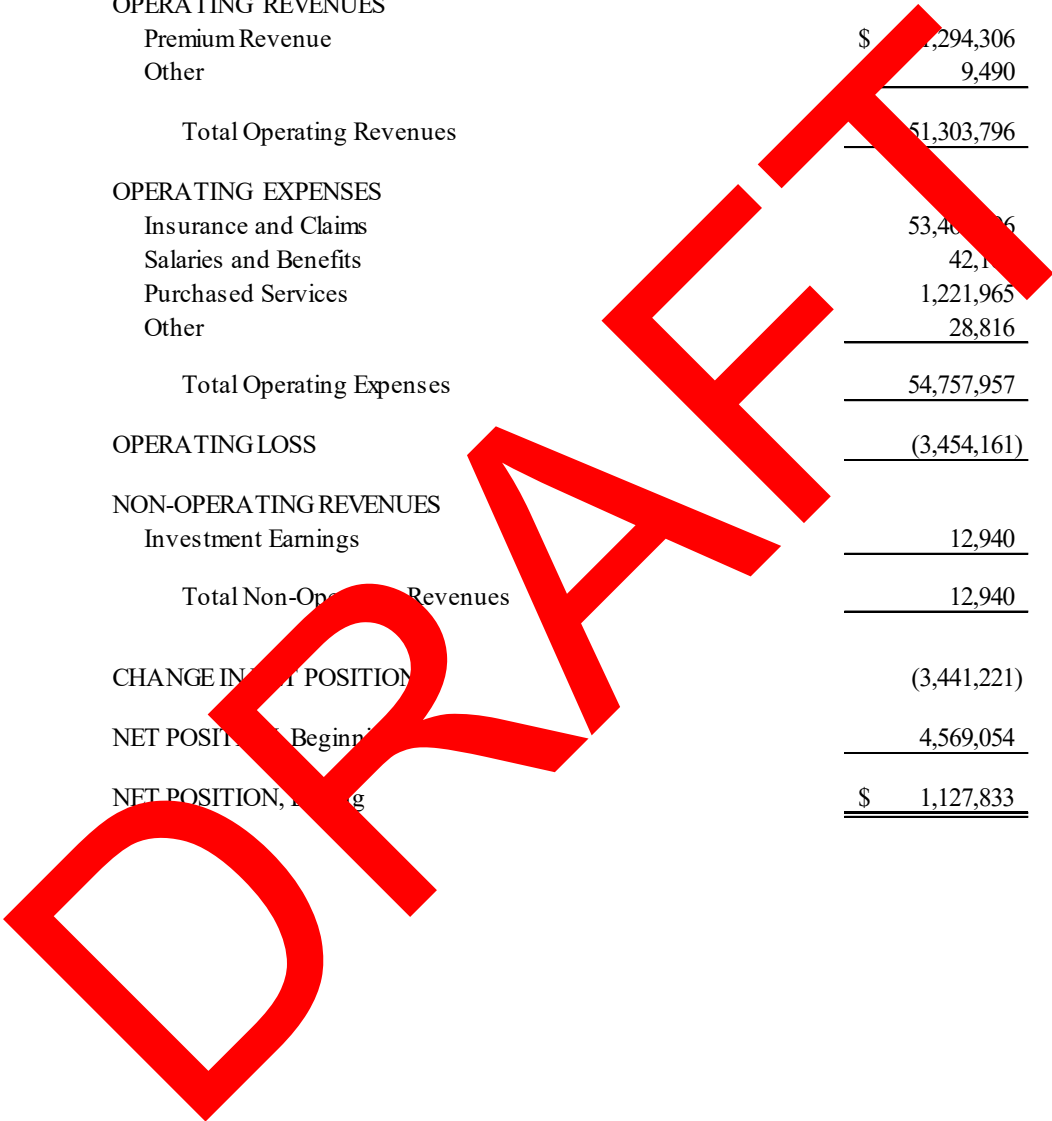 OPERATING REVENUES
Premium Revenue $ ,294,306
Other 9,490
Total Operating Revenues 51,303,796
OPERATING EXPENSES
Insurance and Claims
Salaries and Benefits
Purchased Services 1,221,965
Other 28,816
Total Operating Expenses 54,757,957
OPERATING LOSS (3,454,161)
NON-OPERATING REVENUES
Investment Earnings 12,940
Total Revenues 12,940
CHANGE IN POSITION (3,441,221)
NET 4,569,054
NET POSITION, $ 1,127,833
DRAFT